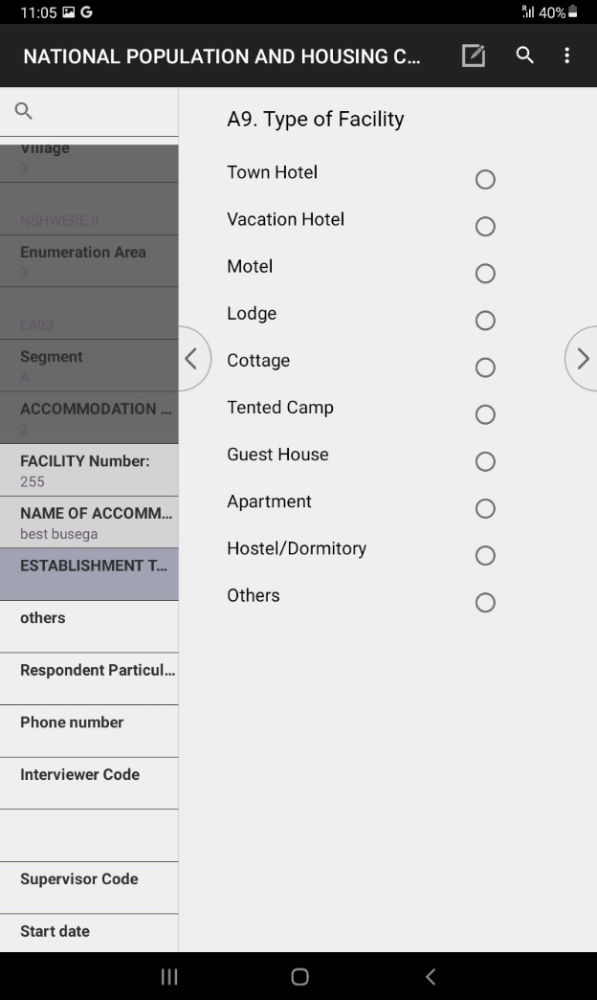 11:05 G R 40%
NATIONAL POPULATION AND HOUSING C...
Village
3
NSHWERE II
Enumeration Area
3
EA03
Segment
A
ACCOMMODATION ...
2
FACILITY Number:
255
NAME OF ACCOMM...
best busega
ESTABLISHMENT T...
others
Respondent Particul...
Phone number
Interviewer Code
Supervisor Code
Start date
A9. Type of Facility
Town Hotel
Vacation Hotel
Motel
Lodge
Cottage
Tented Camp
Guest House
Apartment
Hostel/Dormitory
Others